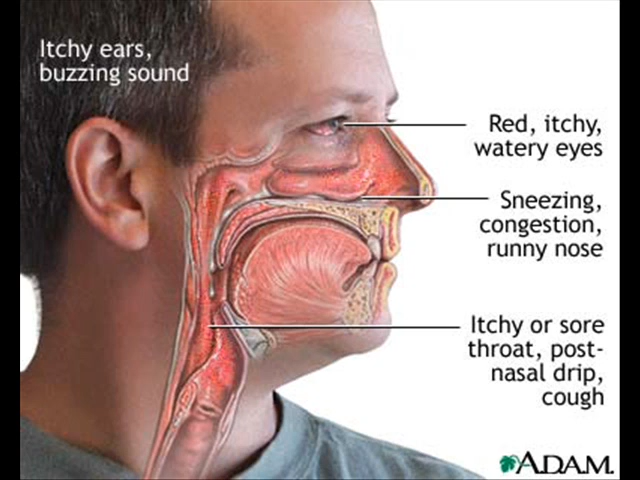 Itchy ears,
buzzing sound
Red, itchy,
watery eyes
Sneezing,
congestion,
runny nose
Itchy or sore
throat, post-
nasal drip,
cough
A.D.A.M.